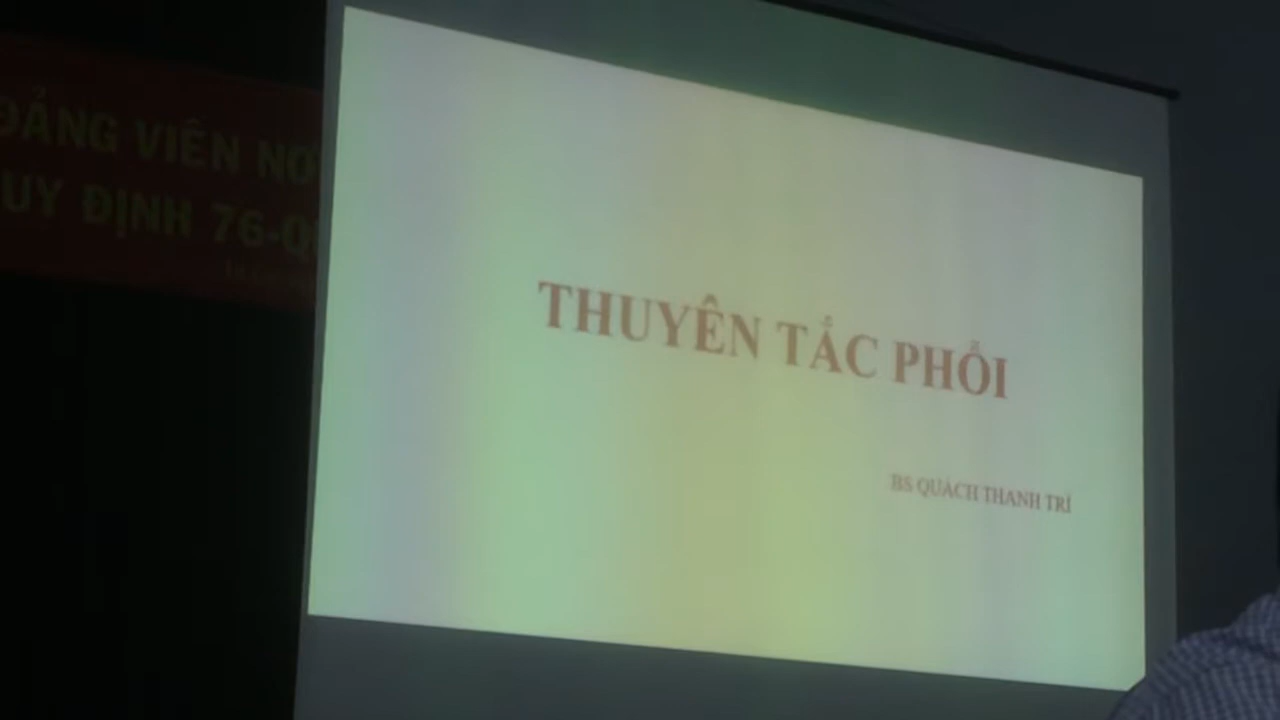 ĐẢNG VIÊN NƠ
UY ĐỊNH 76-Q
THUYÊN TẮC PHỔI
BS QUÁCH THANH TRÍ